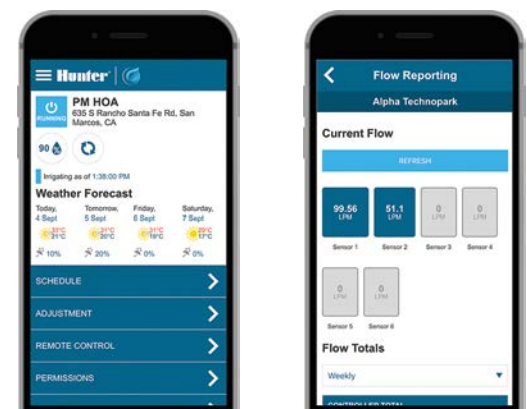 Hunter
PM HOA
635 S Rancho Santa Fe Rd, San
Marcos, CA
RUNNING
90
Irrigating as of 1:38:00 PM
Weather Forecast
Today, Tomorrow, Friday, Saturday,
4 Sept 5 Sept 6 Sept 7 Sept
21°C 20°C 17°C
10% 20% 0% 0%
SCHEDULE
ADJUSTMENT
REMOTE CONTROL
PERMISSIONS
Flow Reporting
Alpha Technopark
Current Flow
REFRESH
99.56 51.1 0 0
LPM LPM LPM LPM
Sensor 1 Sensor 2 Sensor 3 Sensor 4
0 0
LPM LPM
Sensor 5 Sensor 6
Flow Totals
Weekly
CONTROLLER TOTAL